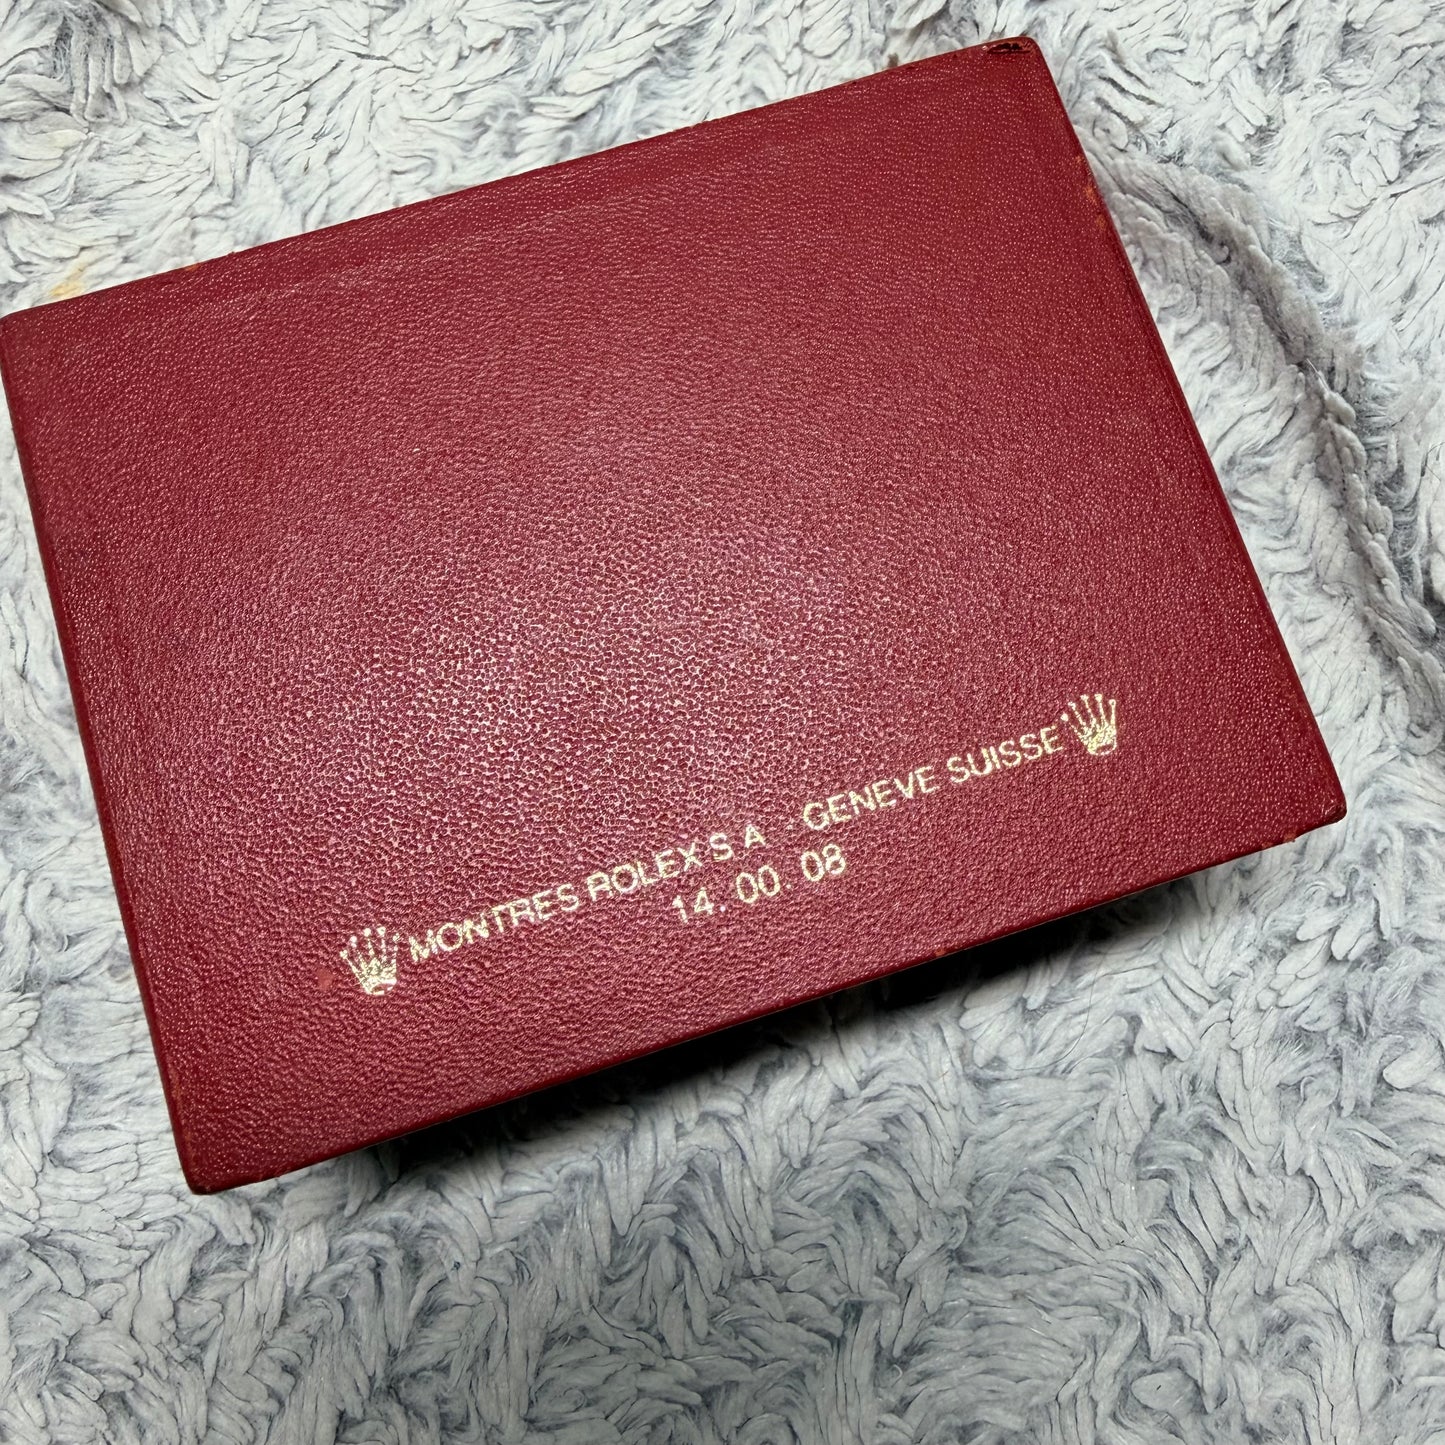 MONTRES ROLEX S A - GENEVE SUISSE
14. 00. 08